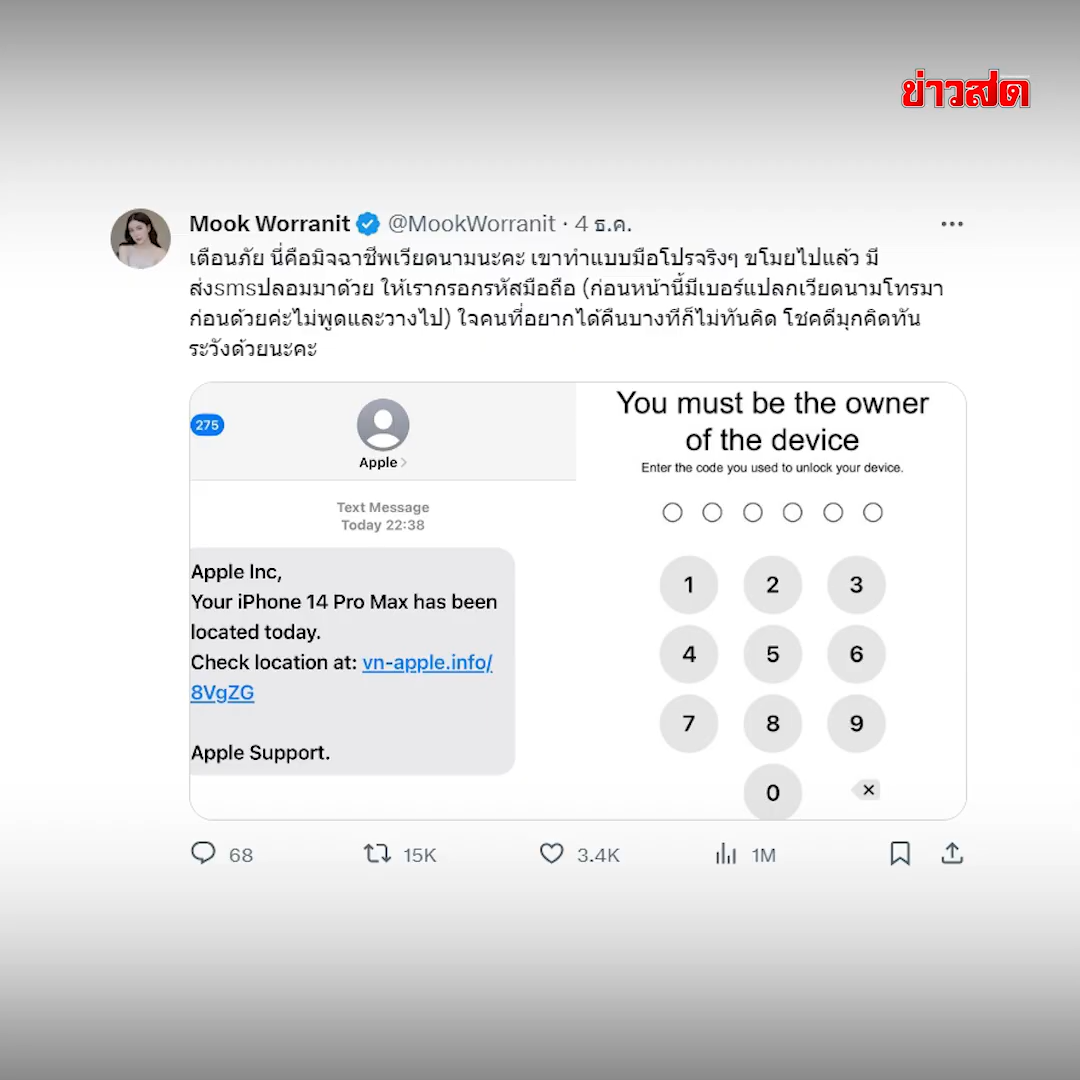 ข่าวสด
Mook Worranit @MookWorranit · 4 ธ.ค.
เตือนภัย นี่คือมิจฉาชีพเวียดนามนะคะ เขาทำแบบมือโปรจริงๆ ขโมยไปแล้ว มี
ส่งsmsปลอมมาด้วย ให้เรากรอกรหัสมือถือ (ก่อนหน้านี้มีเบอร์แปลกเวียดนามโทรมา
ก่อนด้วยค่ะไม่พูดและวางไป) ใจคนที่อยากได้คืนบางทีก็ไม่ทันคิด โชคดีมุกคิดทัน
ระวังด้วยนะคะ
275
Apple
Text Message
Today 22:38
Apple Inc,
Your iPhone 14 Pro Max has been
located today.
Check location at: vn-apple.info/
8VgZG
Apple Support.
You must be the owner
of the device
Enter the code you used to unlock your device.
1 2 3
4 5 6
7 8 9
0
68 15K 3.4K 1M